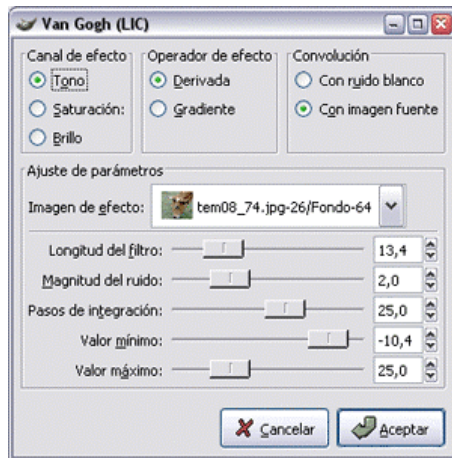 Van Gogh (LIC)
Canal de efecto
Tono
Saturación:
Brillo
Operador de efecto
Derivada
Gradiente
Convolución
Con ruido blanco
Con imagen fuente
Ajuste de parámetros
Imagen de efecto: tem08_74.jpg-26/Fondo-64
Longitud del filtro: 13,4
Magnitud del ruido: 2,0
Pasos de integración: 25,0
Valor mínimo: -10,4
Valor máximo: 25,0
Cancelar Aceptar